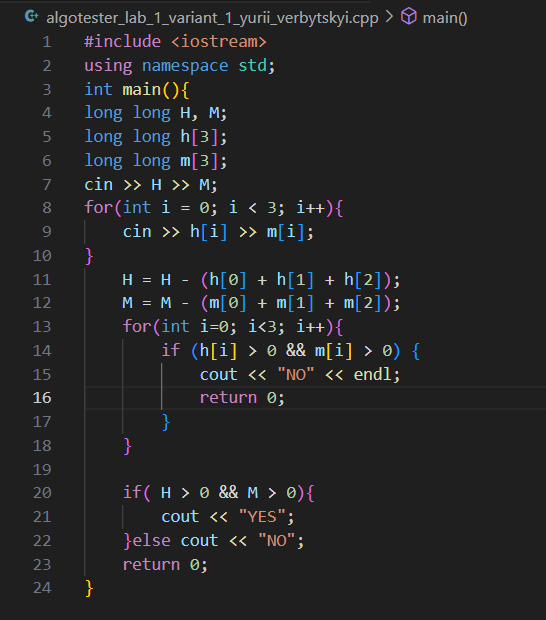 algotester_lab_1_variant_1_yurii_verbytskyi.cpp > main()
1 #include <iostream>
2 using namespace std;
3 int main(){
4 long long H, M;
5 long long h[3];
6 long long m[3];
7 cin >> H >> M;
8 for(int i = 0; i < 3; i++){
9     cin >> h[i] >> m[i];
10 }
11     H = H - (h[0] + h[1] + h[2]);
12     M = M - (m[0] + m[1] + m[2]);
13     for(int i=0; i<3; i++){
14         if (h[i] > 0 && m[i] > 0) {
15             cout << "NO" << endl;
16             return 0;
17         }
18     }
19
20     if( H > 0 && M > 0){
21         cout << "YES";
22     }else cout << "NO";
23     return 0;
24 }